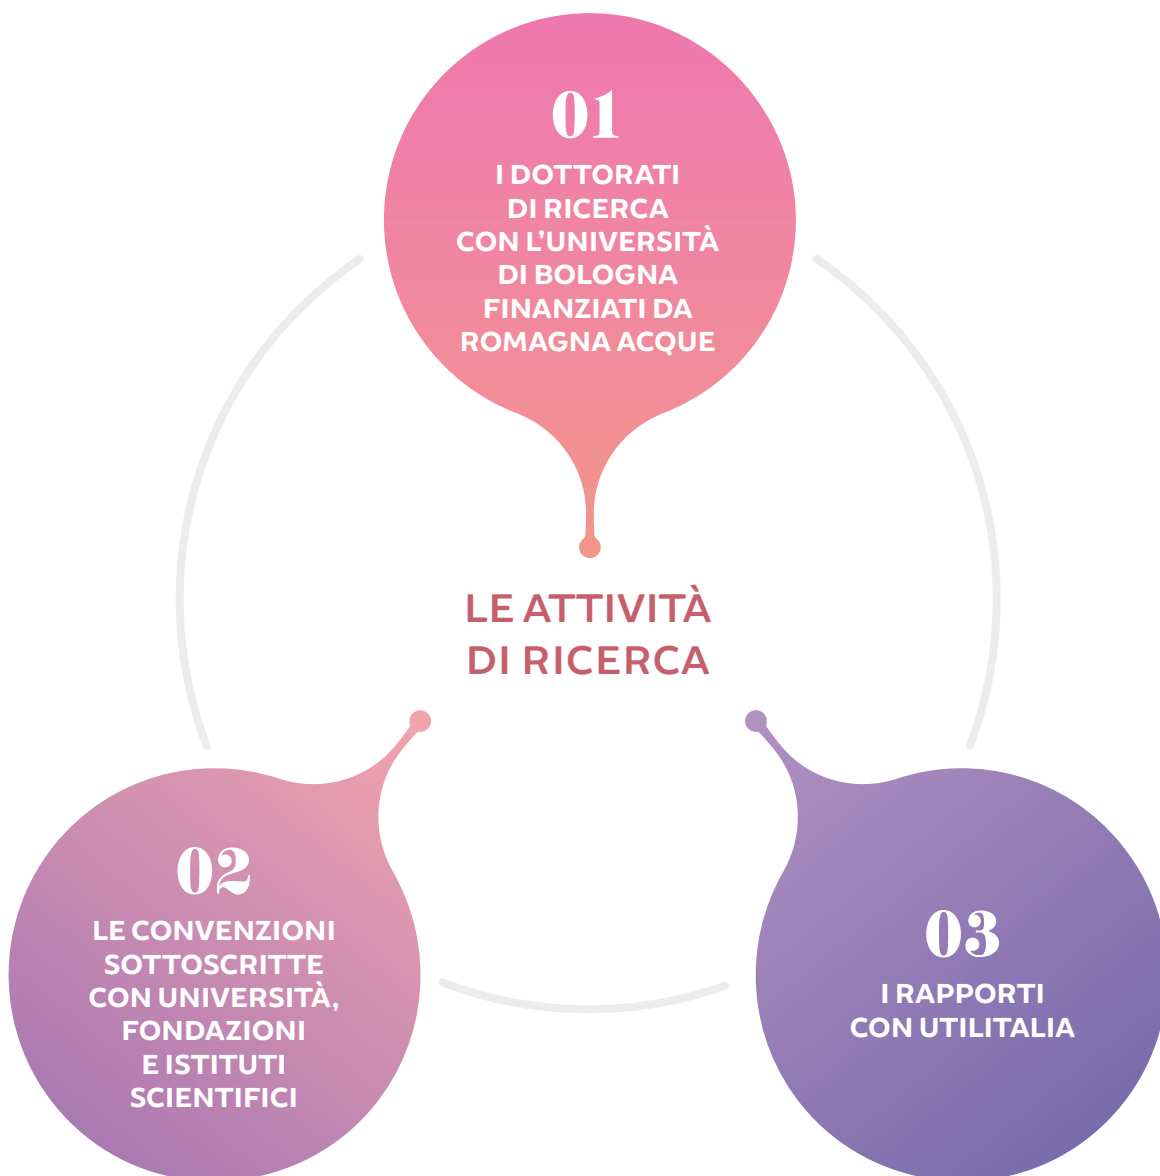 01
I DOTTORATI
DI RICERCA
CON L'UNIVERSITÀ
DI BOLOGNA
FINANZIATI DA
ROMAGNA ACQUE
LE ATTIVITÀ
DI RICERCA
02
LE CONVENZIONI
SOTTOSCRITTE
CON UNIVERSITÀ,
FONDAZIONI
E ISTITUTI
SCIENTIFICI
03
I RAPPORTI
CON UTILITALIA